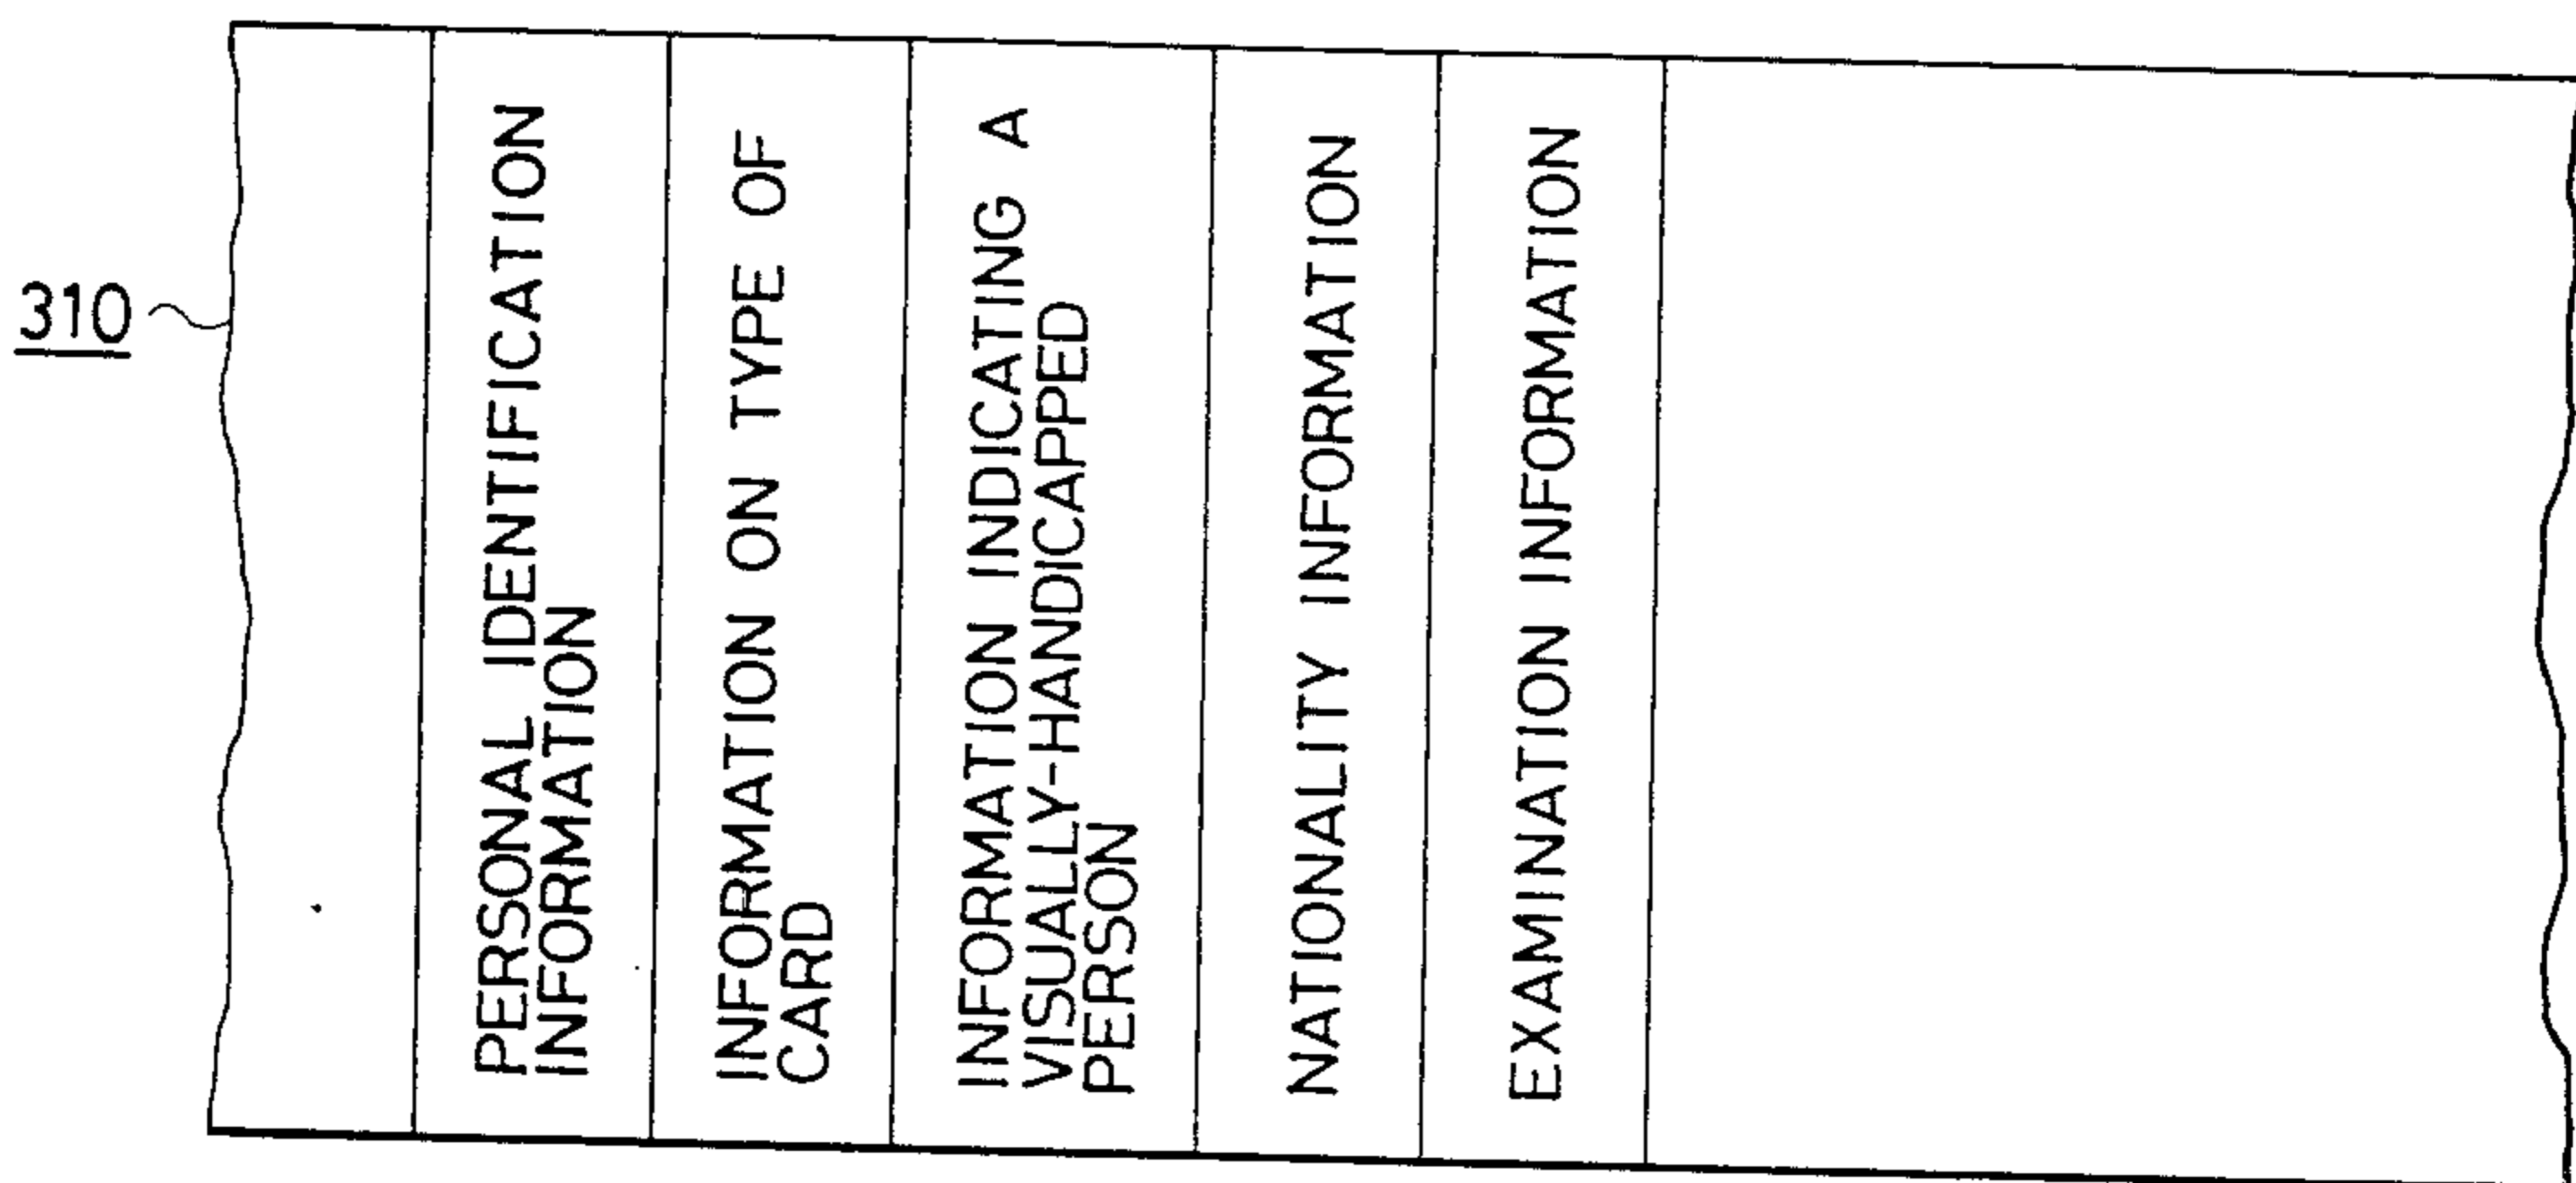 310
PERSONAL IDENTIFICATION
INFORMATION
INFORMATION ON TYPE OF
CARD
INFORMATION INDICATING A
VISUALLY-HANDICAPPED
PERSON
NATIONALITY INFORMATION
EXAMINATION INFORMATION